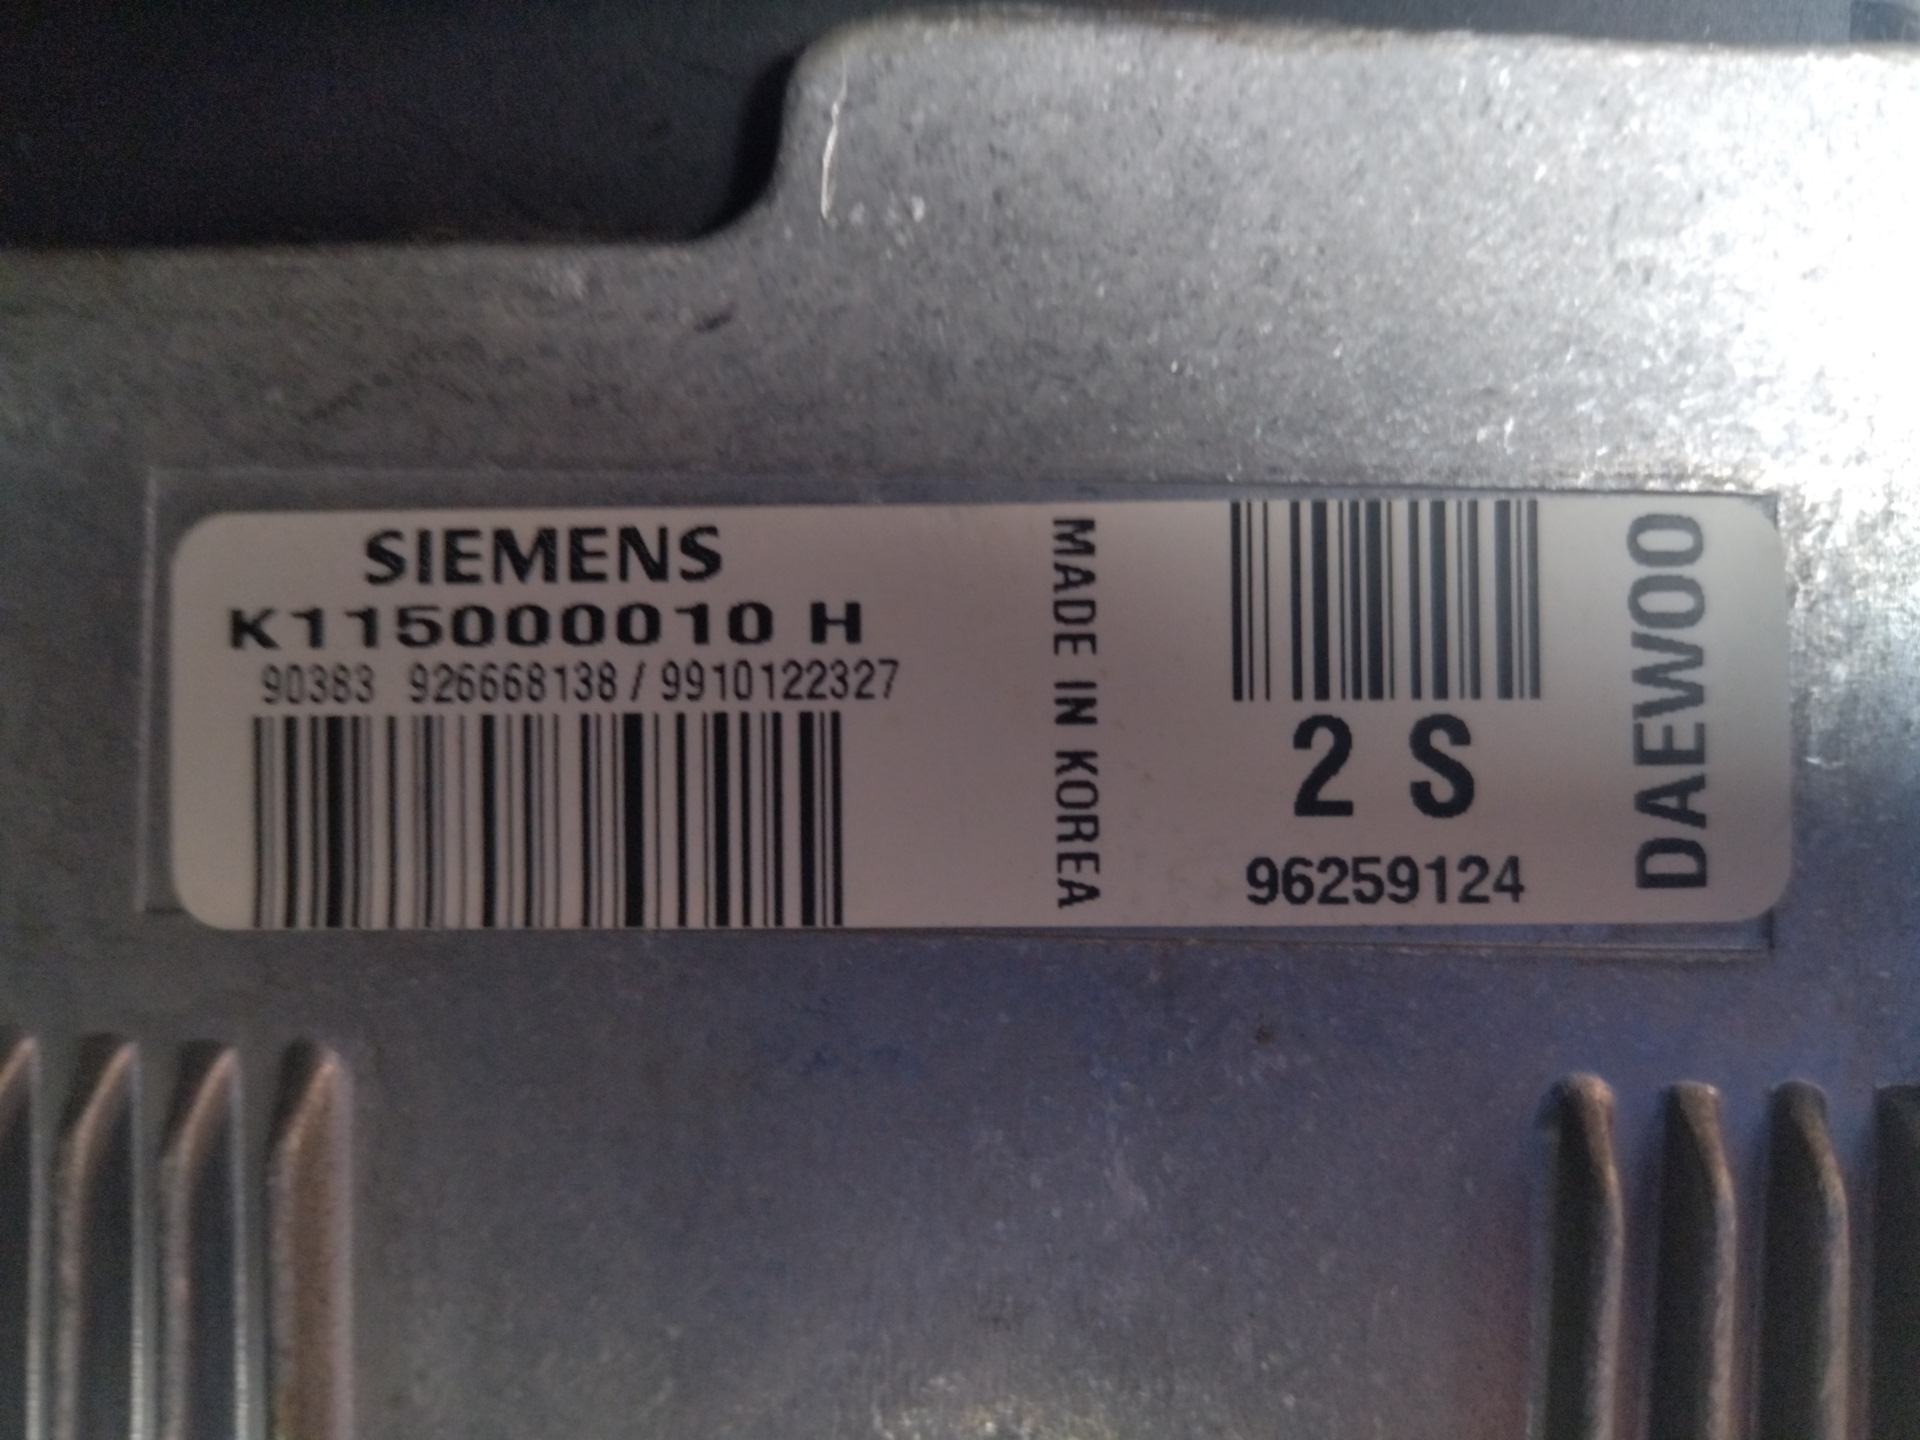 SIEMENS
K115000010 H
90383 926668138 / 9910122327
MADE IN KOREA
2 S
96259124
DAEWOO